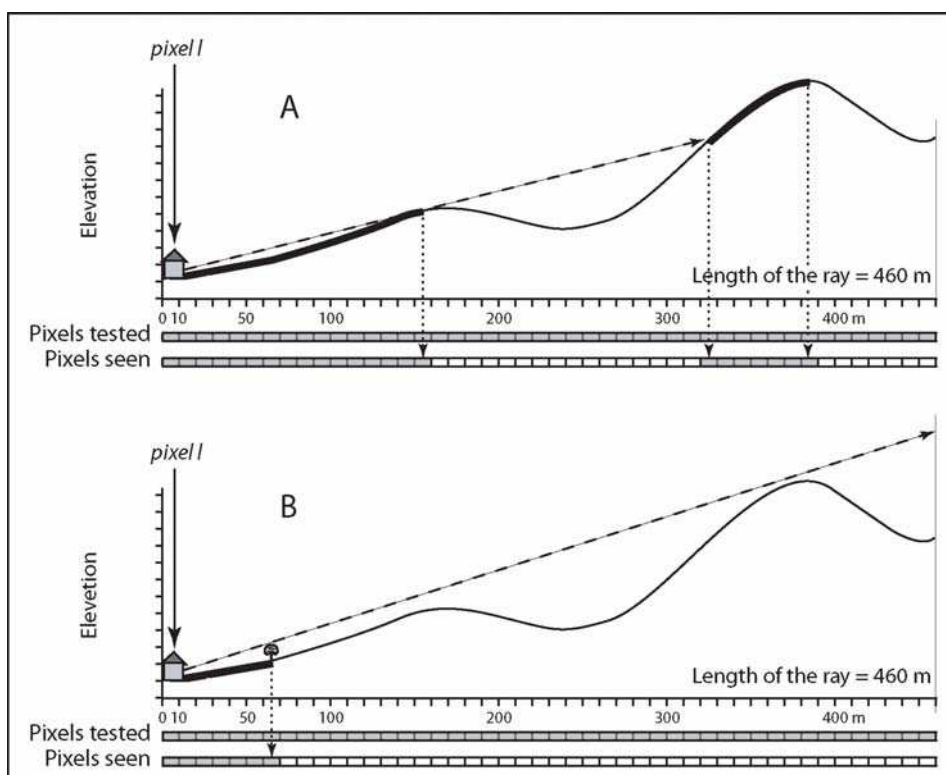 pixel I
A
Elevation
Length of the ray = 460 m
0 10 50 100 200 300 400 m
Pixels tested
Pixels seen
pixel I
B
Elevetion
Length of the ray = 460 m
0 10 50 100 200 300 400 m
Pixels tested
Pixels seen